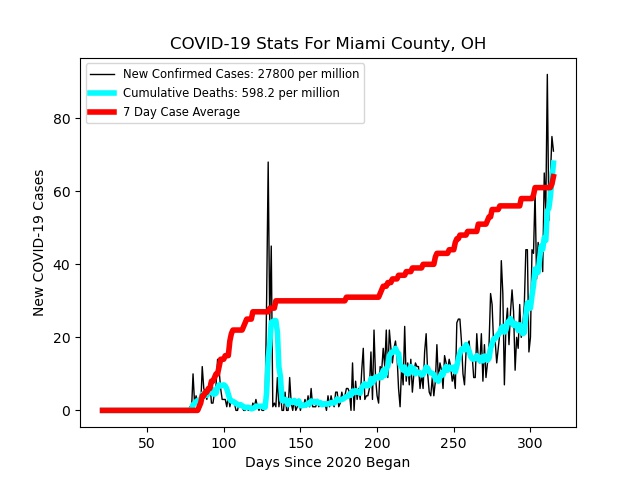 COVID-19 Stats For Miami County, OH
New Confirmed Cases: 27800 per million
Cumulative Deaths: 598.2 per million
7 Day Case Average
80
60
40
20
0
New COVID-19 Cases
50 100 150 200 250 300
Days Since 2020 Began